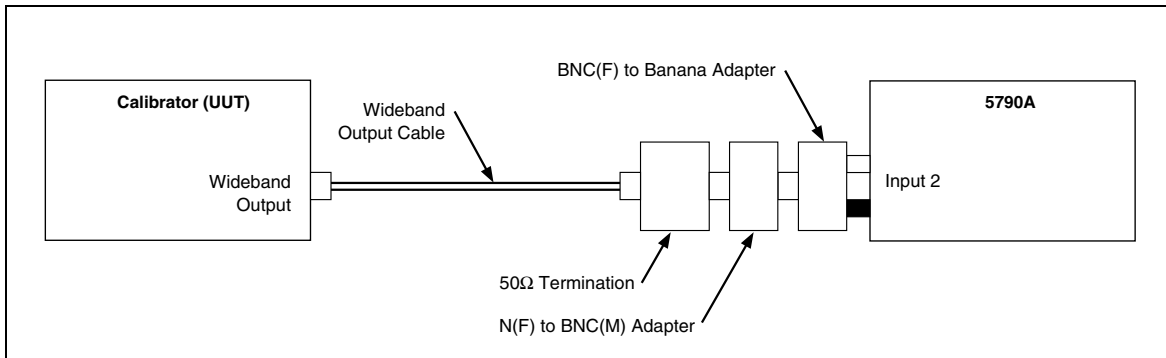 BNC(F) to Banana Adapter
Calibrator (UUT)
5790A
Wideband
Output Cable
Wideband
Output
Input 2
50Ω Termination
N(F) to BNC(M) Adapter